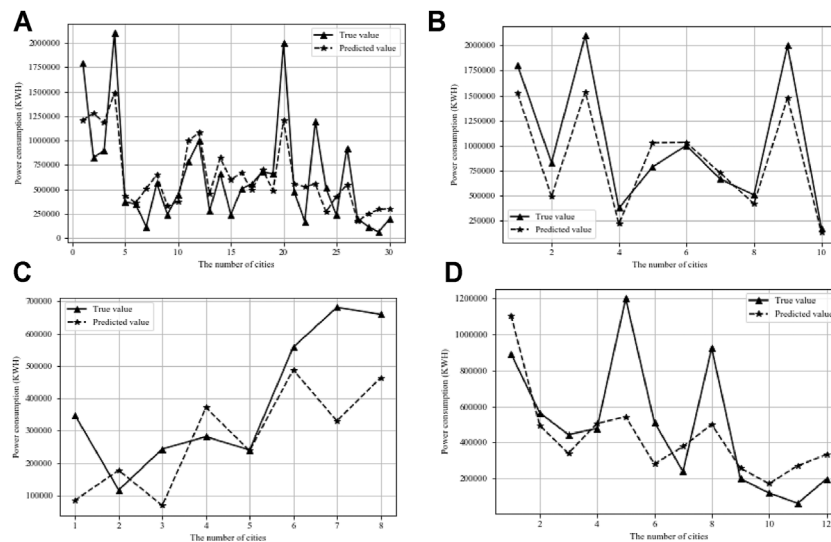 A
True value
Predicted value
2000000
1750000
1500000
1250000
1000000
750000
500000
250000
0
Power consumption (KWH)
0 5 10 15 20 25 30
The number of cities
B
2000000
1750000
1500000
1250000
1000000
750000
500000
250000
Power consumption (KWH)
True value
Predicted value
2 4 6 8 10
The number of cities
C
700000
600000
500000
400000
300000
200000
100000
Power consumption (KWH)
True value
Predicted value
1 2 3 4 5 6 7 8
The number of cities
D
1200000
1000000
800000
600000
400000
200000
Power consumption (KWH)
True value
Predicted value
2 4 6 8 10 12
The number of cities